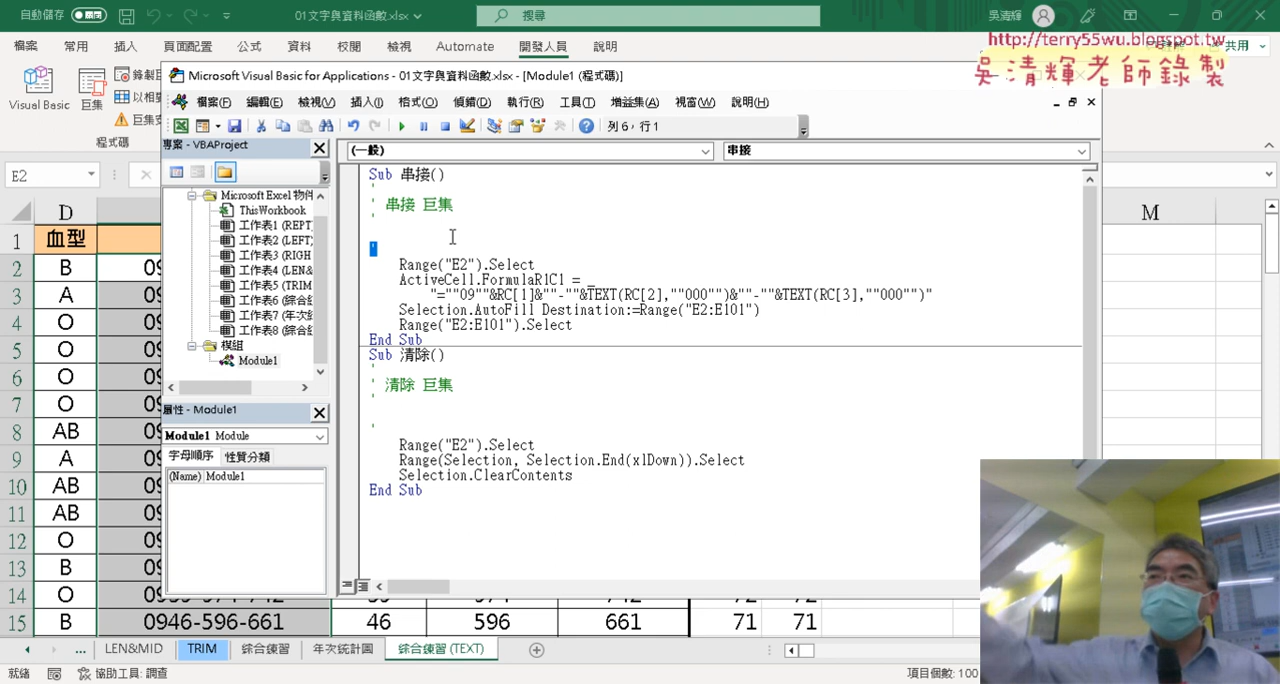 自動儲存
01文字與資料函數.xlsx
搜尋
吳清輝
http://terry55wu.blogspot.tw
吳清輝老師錄製
檔案 常用 插入 頁面配置 公式 資料 校閱 檢視 Automate 開發人員 說明
共用
Visual Basic
巨集
程式碼
Microsoft Visual Basic for Applications - 01文字與資料函數.xlsx - [Module1 (程式碼)]
檔案(F) 編輯(E) 檢視(V) 插入(I) 格式(O) 偵錯(D) 執行(R) 工具(T) 增益集(A) 視窗(W) 說明(H)
列 6，行 1
專案 - VBAProject
(一般)
串接
E2
Microsoft Excel 物件
ThisWorkbook
工作表1 (REPT
工作表2 (LEFT)
工作表3 (RIGH
工作表4 (LEN&
工作表5 (TRIM
工作表6 (綜合
工作表7 (年次
工作表8 (綜合
模組
Module1
屬性 - Module1
Module1 Module
字母順序 性質分類
(Name) Module1
Sub 串接()
'
' 串接 巨集
'
'
Range("E2").Select
ActiveCell.FormulaR1C1 = _
"=""09""&RC[1]&""-""&TEXT(RC[2],""000"")&""-""&TEXT(RC[3],""000"")"
Selection.AutoFill Destination:=Range("E2:E101")
Range("E2:E101").Select
End Sub
Sub 清除()
'
' 清除 巨集
'
'
Range("E2").Select
Range(Selection, Selection.End(xlDown)).Select
Selection.ClearContents
End Sub
D M
1 血型
2 B 09
3 A 09
4 O 09
5 O 09
6 O 09
7 O 09
8 AB 09
9 A 09
10 AB 09
11 AB 09
12 O 09
13 B 09
14 O
15 B 0946-596-661 46 596 661 71 71
... LEN&MID TRIM 綜合練習 年次統計圖 綜合練習 (TEXT)
就緒 協助工具: 調查 項目個數: 100